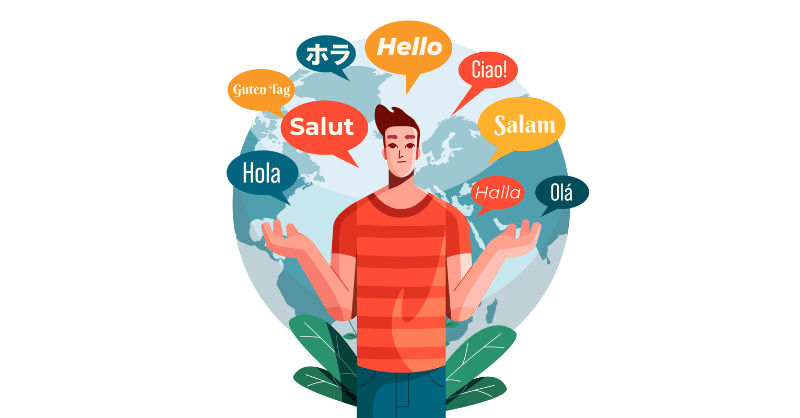 Hello
ホラ
Ciao!
Guten Tag
Salut
Salam
Hola
Halla
Olá